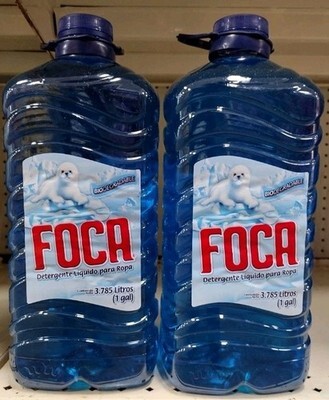 BIODEGRADABLE
FOCA
Detergente Líquido para Ropa
3.785 Litros
(1 gal)
BIODEGRADABLE
FOCA
Detergente Líquido para Ropa
3.785 Litros
(1 gal)